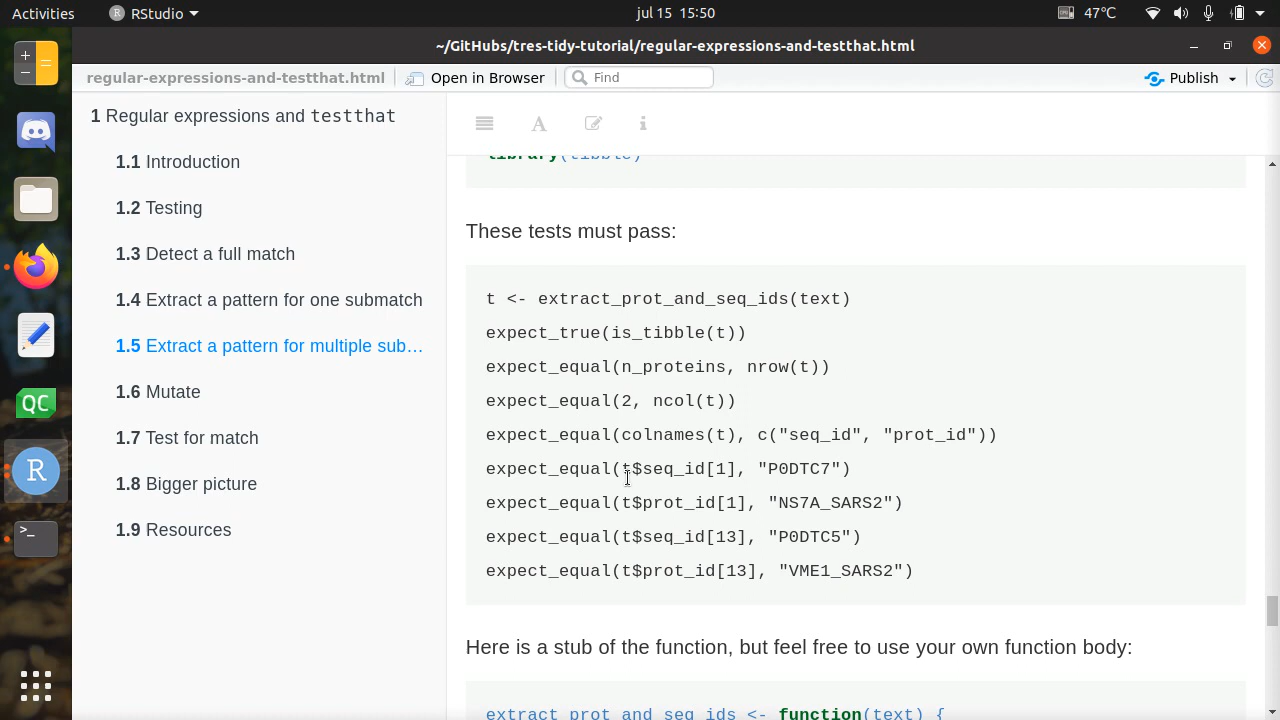 Activities RStudio jul 15 15:50 47°C
~/GitHubs/tres-tidy-tutorial/regular-expressions-and-testthat.html
regular-expressions-and-testthat.html Open in Browser Find Publish
1 Regular expressions and testthat
1.1 Introduction
1.2 Testing
1.3 Detect a full match
1.4 Extract a pattern for one submatch
1.5 Extract a pattern for multiple sub…
1.6 Mutate
1.7 Test for match
1.8 Bigger picture
1.9 Resources
A
library(tibble)
These tests must pass:
t <- extract_prot_and_seq_ids(text)
expect_true(is_tibble(t))
expect_equal(n_proteins, nrow(t))
expect_equal(2, ncol(t))
expect_equal(colnames(t), c("seq_id", "prot_id"))
expect_equal(t$seq_id[1], "P0DTC7")
expect_equal(t$prot_id[1], "NS7A_SARS2")
expect_equal(t$seq_id[13], "P0DTC5")
expect_equal(t$prot_id[13], "VME1_SARS2")
Here is a stub of the function, but feel free to use your own function body:
extract_prot_and_seq_ids <- function(text) {
QC
R
>_